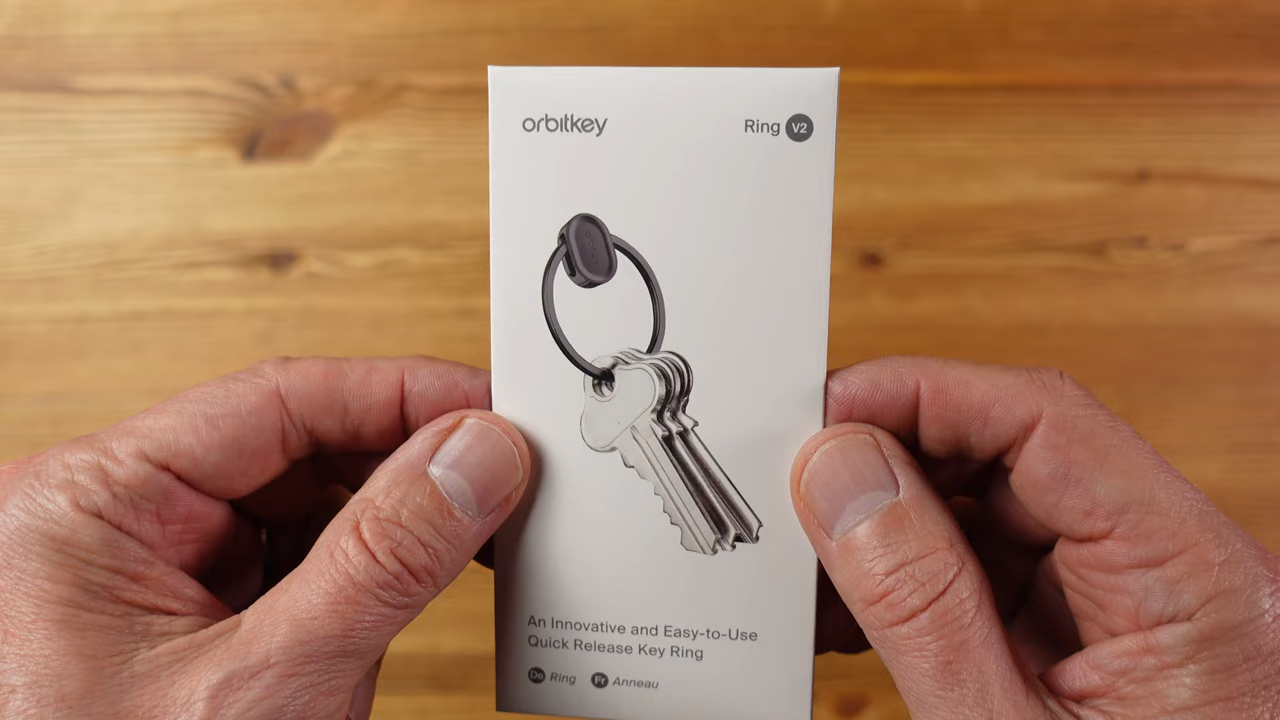 orbitkey
Ring V2
An Innovative and Easy-to-Use
Quick Release Key Ring
De Ring Fr Anneau